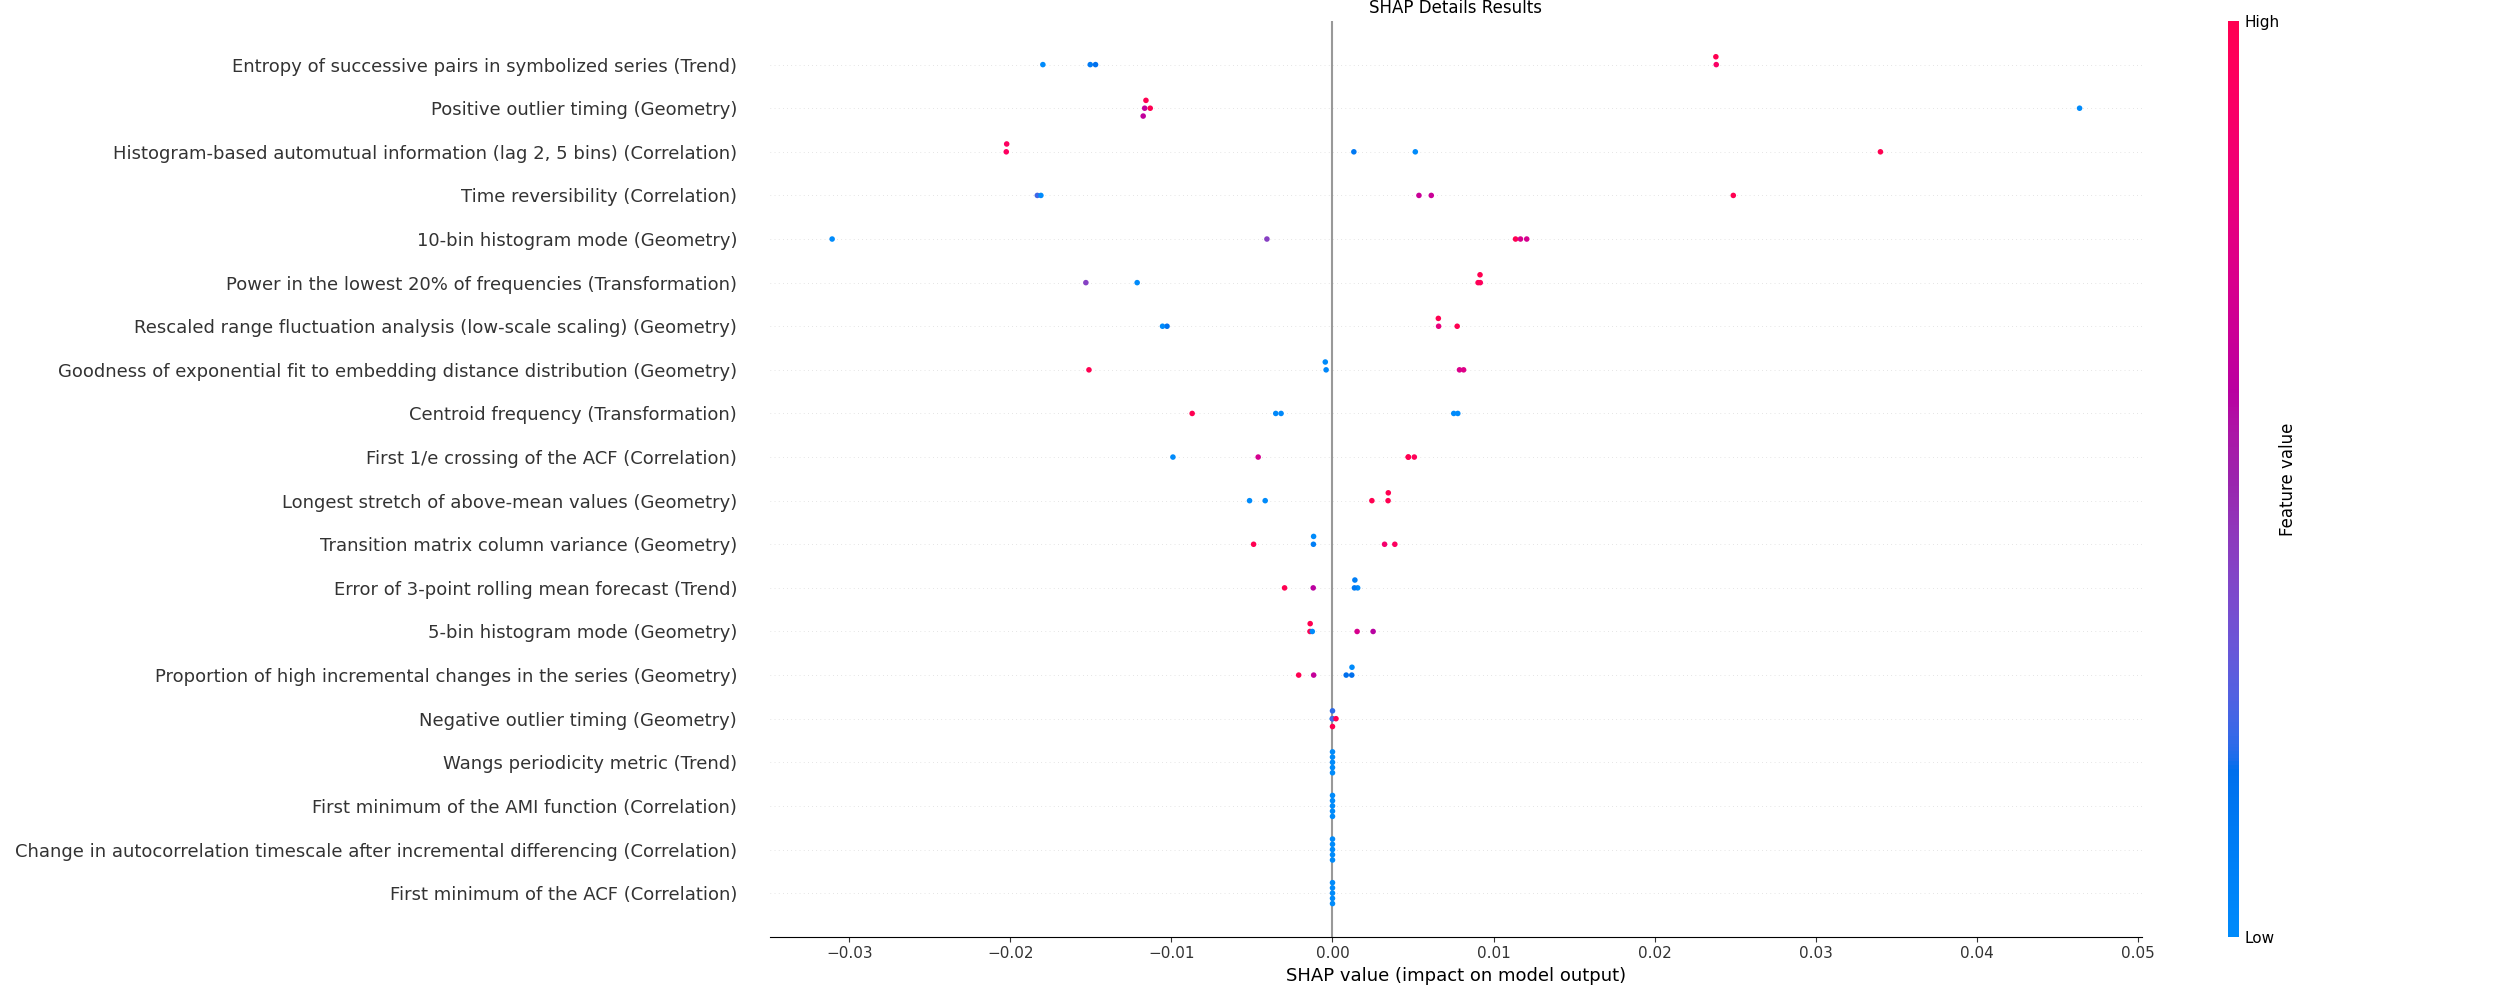 SHAP Details Results
High
Entropy of successive pairs in symbolized series (Trend)
Positive outlier timing (Geometry)
Histogram-based automutual information (lag 2, 5 bins) (Correlation)
Time reversibility (Correlation)
10-bin histogram mode (Geometry)
Power in the lowest 20% of frequencies (Transformation)
Rescaled range fluctuation analysis (low-scale scaling) (Geometry)
Goodness of exponential fit to embedding distance distribution (Geometry)
Centroid frequency (Transformation)
First 1/e crossing of the ACF (Correlation)
Longest stretch of above-mean values (Geometry)
Transition matrix column variance (Geometry)
Error of 3-point rolling mean forecast (Trend)
5-bin histogram mode (Geometry)
Proportion of high incremental changes in the series (Geometry)
Negative outlier timing (Geometry)
Wangs periodicity metric (Trend)
First minimum of the AMI function (Correlation)
Change in autocorrelation timescale after incremental differencing (Correlation)
First minimum of the ACF (Correlation)
Feature value
Low
−0.03 −0.02 −0.01 0.00 0.01 0.02 0.03 0.04 0.05
SHAP value (impact on model output)